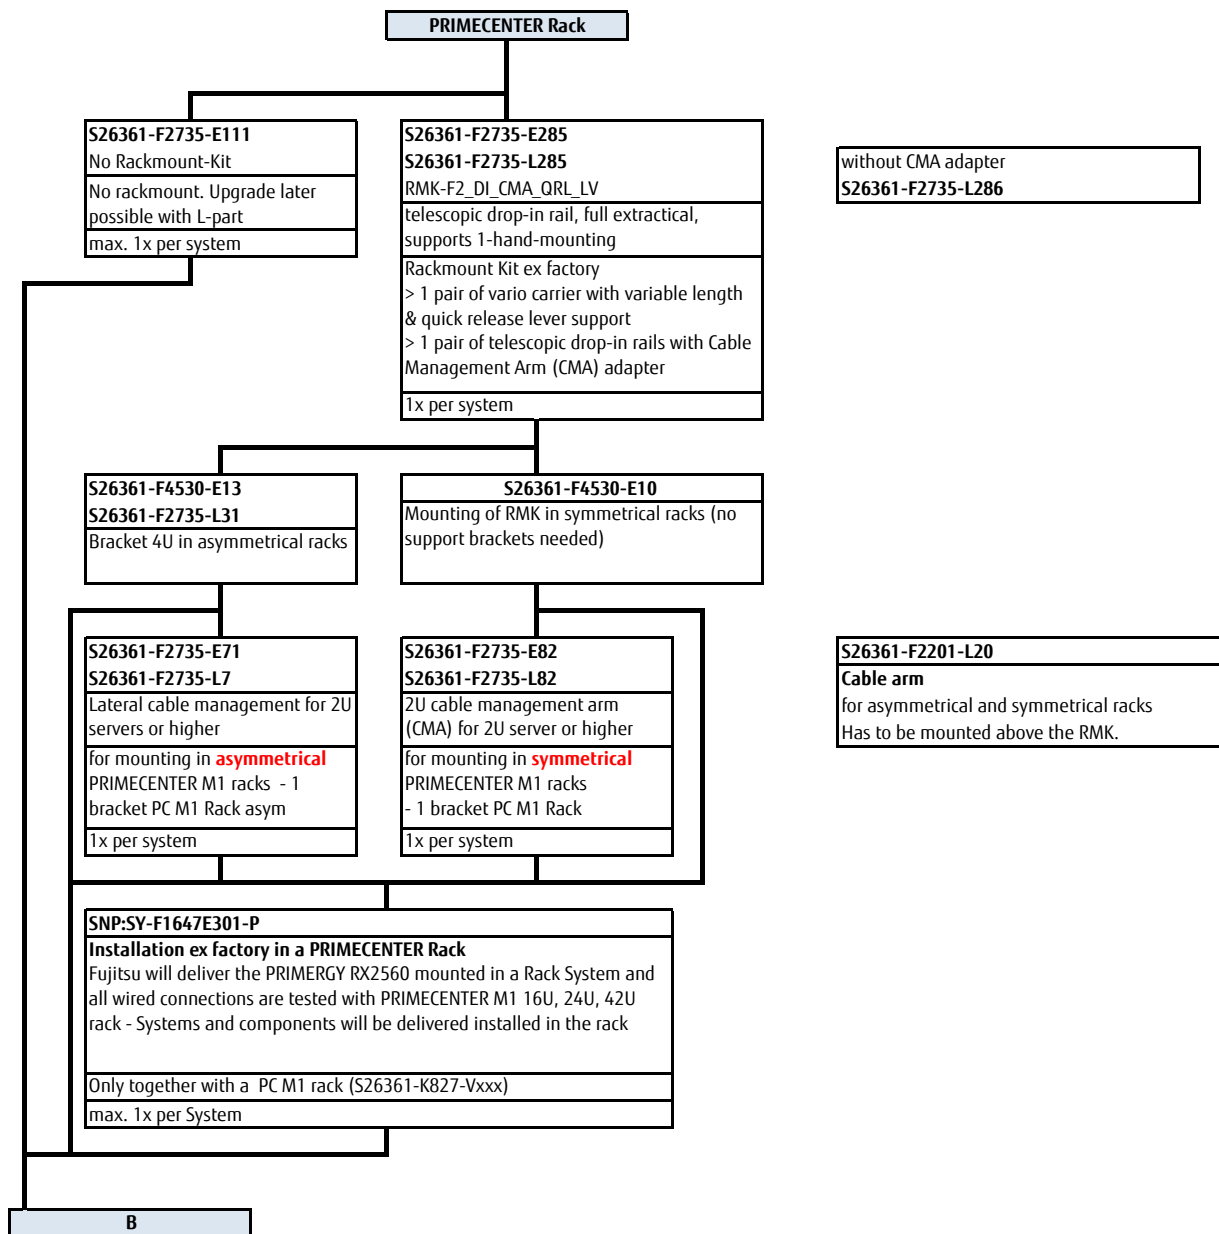 PRIMECENTER Rack
S26361-F2735-E111
No Rackmount-Kit
No rackmount. Upgrade later
possible with L-part
max. 1x per system
S26361-F2735-E285
S26361-F2735-L285
RMK-F2_DI_CMA_QRL_LV
telescopic drop-in rail, full extractical,
supports 1-hand-mounting
Rackmount Kit ex factory
> 1 pair of vario carrier with variable length
& quick release lever support
> 1 pair of telescopic drop-in rails with Cable
Management Arm (CMA) adapter
1x per system
without CMA adapter
S26361-F2735-L286
S26361-F4530-E13
S26361-F2735-L31
Bracket 4U in asymmetrical racks
S26361-F4530-E10
Mounting of RMK in symmetrical racks (no
support brackets needed)
S26361-F2735-E71
S26361-F2735-L7
Lateral cable management for 2U
servers or higher
for mounting in asymmetrical
PRIMECENTER M1 racks - 1
bracket PC M1 Rack asym
1x per system
S26361-F2735-E82
S26361-F2735-L82
2U cable management arm
(CMA) for 2U server or higher
for mounting in symmetrical
PRIMECENTER M1 racks
- 1 bracket PC M1 Rack
1x per system
S26361-F2201-L20
Cable arm
for asymmetrical and symmetrical racks
Has to be mounted above the RMK.
SNP:SY-F1647E301-P
Installation ex factory in a PRIMECENTER Rack
Fujitsu will deliver the PRIMERGY RX2560 mounted in a Rack System and
all wired connections are tested with PRIMECENTER M1 16U, 24U, 42U
rack - Systems and components will be delivered installed in the rack
Only together with a PC M1 rack (S26361-K827-Vxxx)
max. 1x per System
B